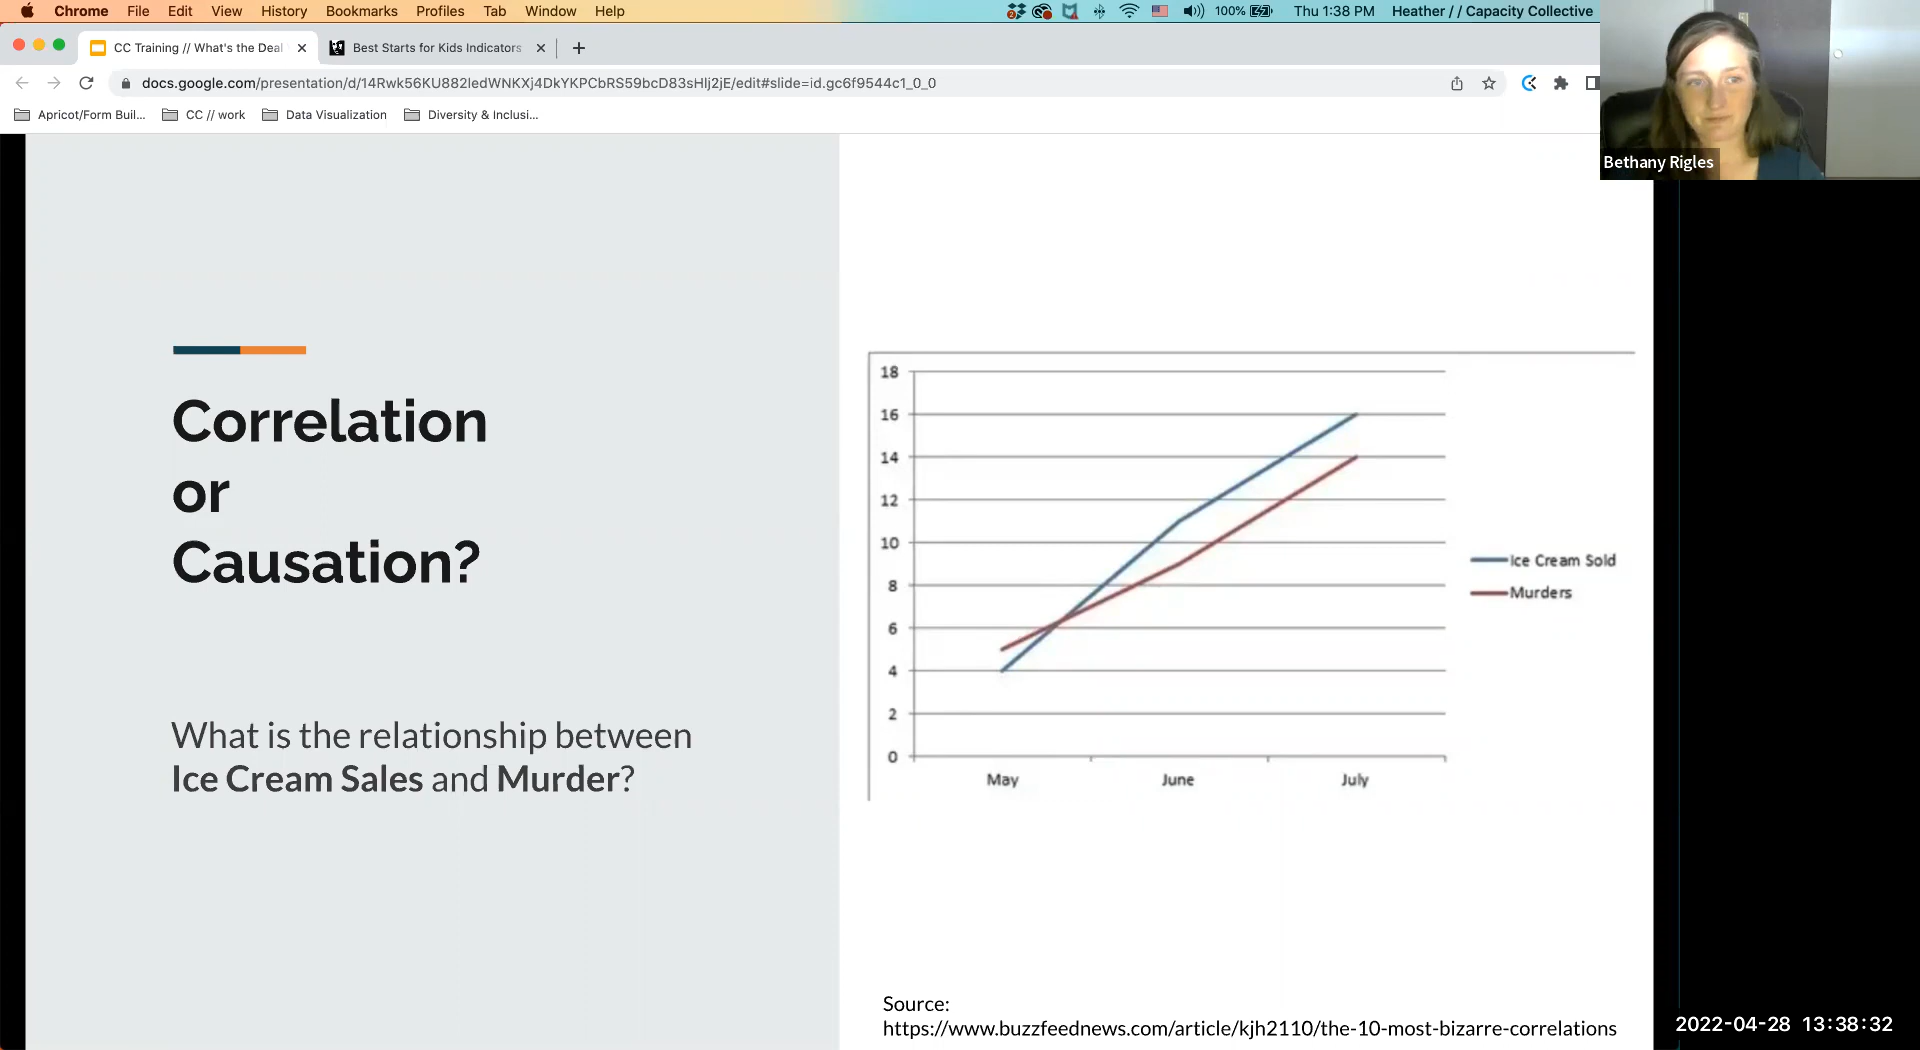 Chrome File Edit View History Bookmarks Profiles Tab Window Help
100% Thu 1:38 PM Heather // Capacity Collective
CC Training // What's the Deal
Best Starts for Kids Indicators
docs.google.com/presentation/d/14Rwk56KU882ledWNKXj4DkYKPCbRS59bcD83sHlj2jE/edit#slide=id.gc6f9544c1_0_0
Apricot/Form Buil... CC // work Data Visualization Diversity & Inclusi...
Bethany Rigles
Correlation
or
Causation?
What is the relationship between
Ice Cream Sales and Murder?
18
16
14
12
10
8
6
4
2
0
May June July
Ice Cream Sold
Murders
Source:
https://www.buzzfeednews.com/article/kjh2110/the-10-most-bizarre-correlations
2022-04-28 13:38:32